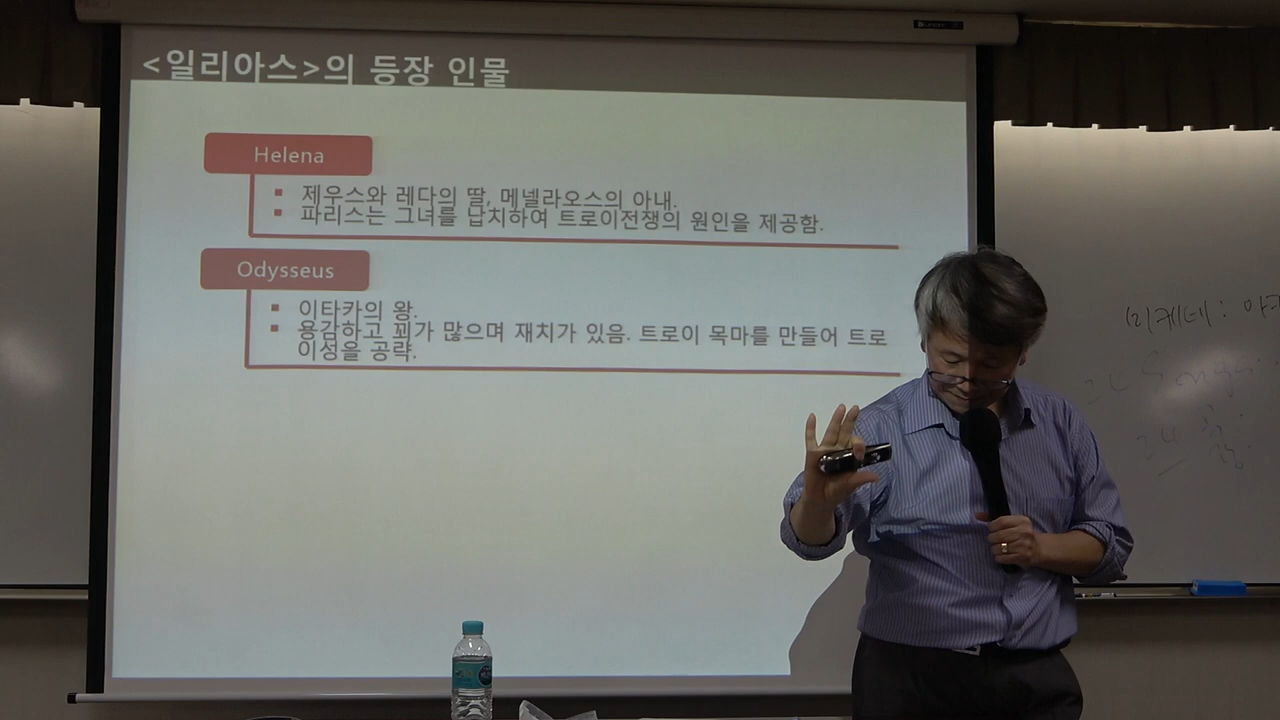 <일리아스>의 등장 인물
Helena
제우스와 레다의 딸, 메넬라오스의 아내.
파리스는 그녀를 납치하여 트로이전쟁의 원인을 제공함.
Odysseus
이타카의 왕.
용감하고 꾀가 많으며 재치가 있음. 트로이 목마를 만들어 트로
이성을 공략.
미케네 :